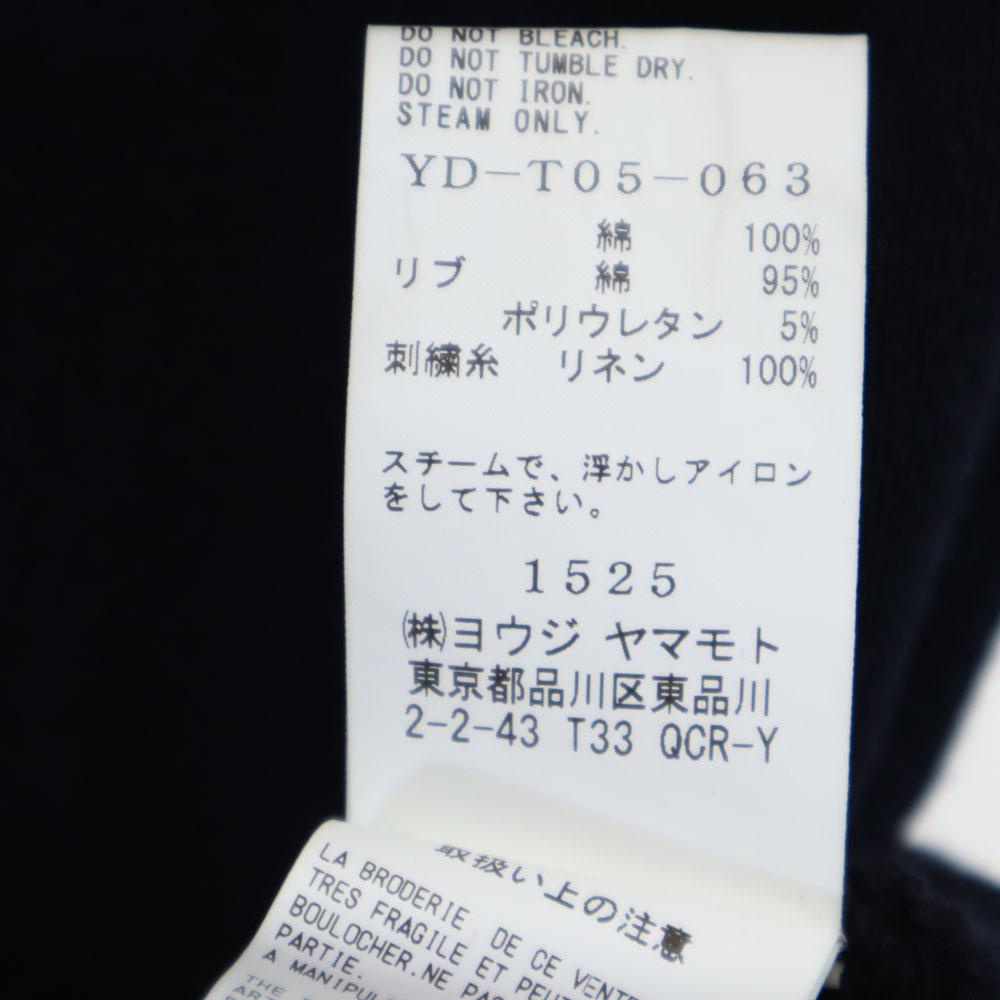 DO NOT BLEACH.
DO NOT TUMBLE DRY.
DO NOT IRON.
STEAM ONLY.
YD-T05-063
綿 100%
リブ 綿 95%
ポリウレタン 5%
刺繍糸 リネン 100%
スチームで、浮かしアイロン
をして下さい。
1525
㈱ヨウジ ヤマモト
東京都品川区東品川
2-2-43 T33 QCR-Y
取扱い上の注意
LA BRODERIE DE CE
TRES FRAGILE ET
BOULOCHER.NE
PARTIE.
A
THE